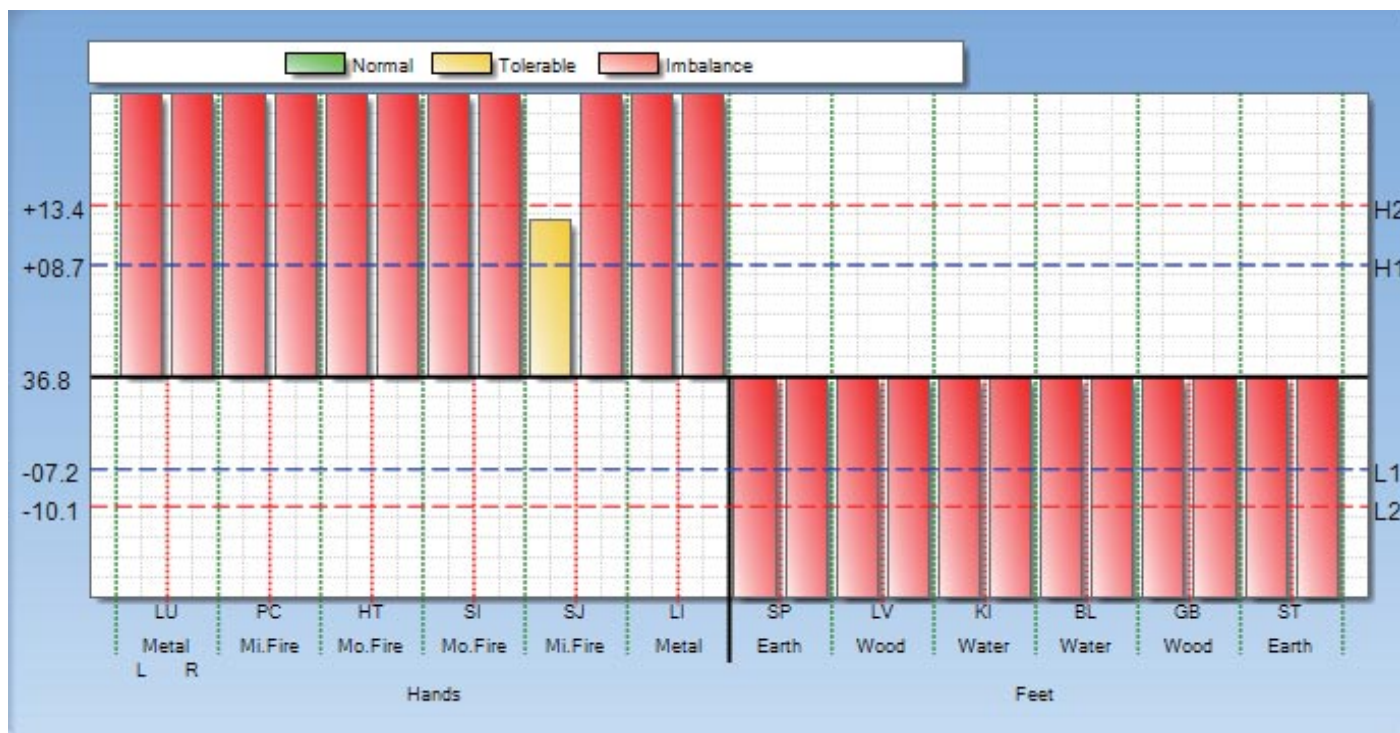 Normal Tolerable Imbalance
+13.4 H2
+08.7 H1
36.8
-07.2 L1
-10.1 L2
LU PC HT SI SJ LI SP LV KI BL GB ST
Metal Mi.Fire Mo.Fire Mo.Fire Mi.Fire Metal Earth Wood Water Water Wood Earth
L R
Hands Feet